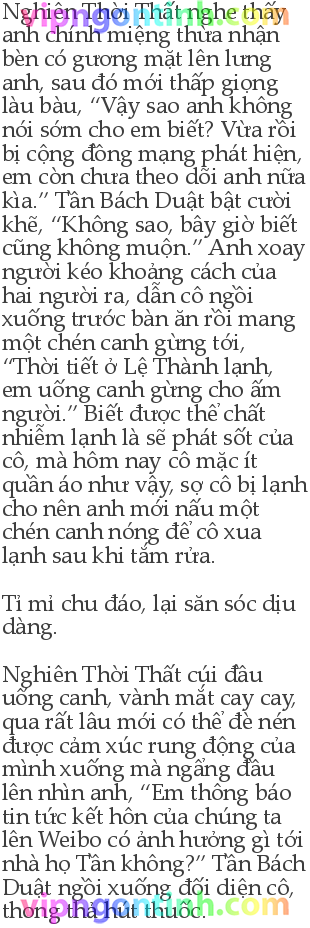 vipngontinh.com
Nghiên Thời Thất nghe thấy
anh chính miệng thừa nhận
bèn cọ gương mặt lên lưng
anh, sau đó mới thấp giọng
làu bàu, “Vậy sao anh không
nói sớm cho em biết? Vừa rồi
bị cộng đồng mạng phát hiện,
em còn chưa theo dõi anh nữa
kìa.” Tần Bách Duật bật cười
khẽ, “Không sao, bây giờ biết
cũng không muộn.” Anh xoay
người kéo khoảng cách của
hai người ra, dẫn cô ngồi
xuống trước bàn ăn rồi mang
một chén canh gừng tới,
“Thời tiết ở Lệ Thành lạnh,
em uống canh gừng cho ấm
người.” Biết được thể chất
nhiễm lạnh là sẽ phát sốt của
cô, mà hôm nay cô mặc ít
quần áo như vậy, sợ cô bị lạnh
cho nên anh mới nấu một
chén canh nóng để cô xua
lạnh sau khi tắm rửa.
Tỉ mỉ chu đáo, lại săn sóc dịu
dàng.
Nghiên Thời Thất cúi đầu
uống canh, vành mắt cay cay,
qua rất lâu mới có thể đè nén
được cảm xúc rung động của
mình xuống mà ngẩng đầu
lên nhìn anh, “Em thông báo
tin tức kết hôn của chúng ta
lên Weibo có ảnh hưởng gì tới
nhà họ Tần không?” Tần Bách
Duật ngồi xuống đối diện cô,
thong thả hút thuốc.
vipngontinh.com